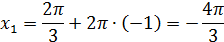 x₁ = 2π/3 + 2π · (−1) = −4π/3